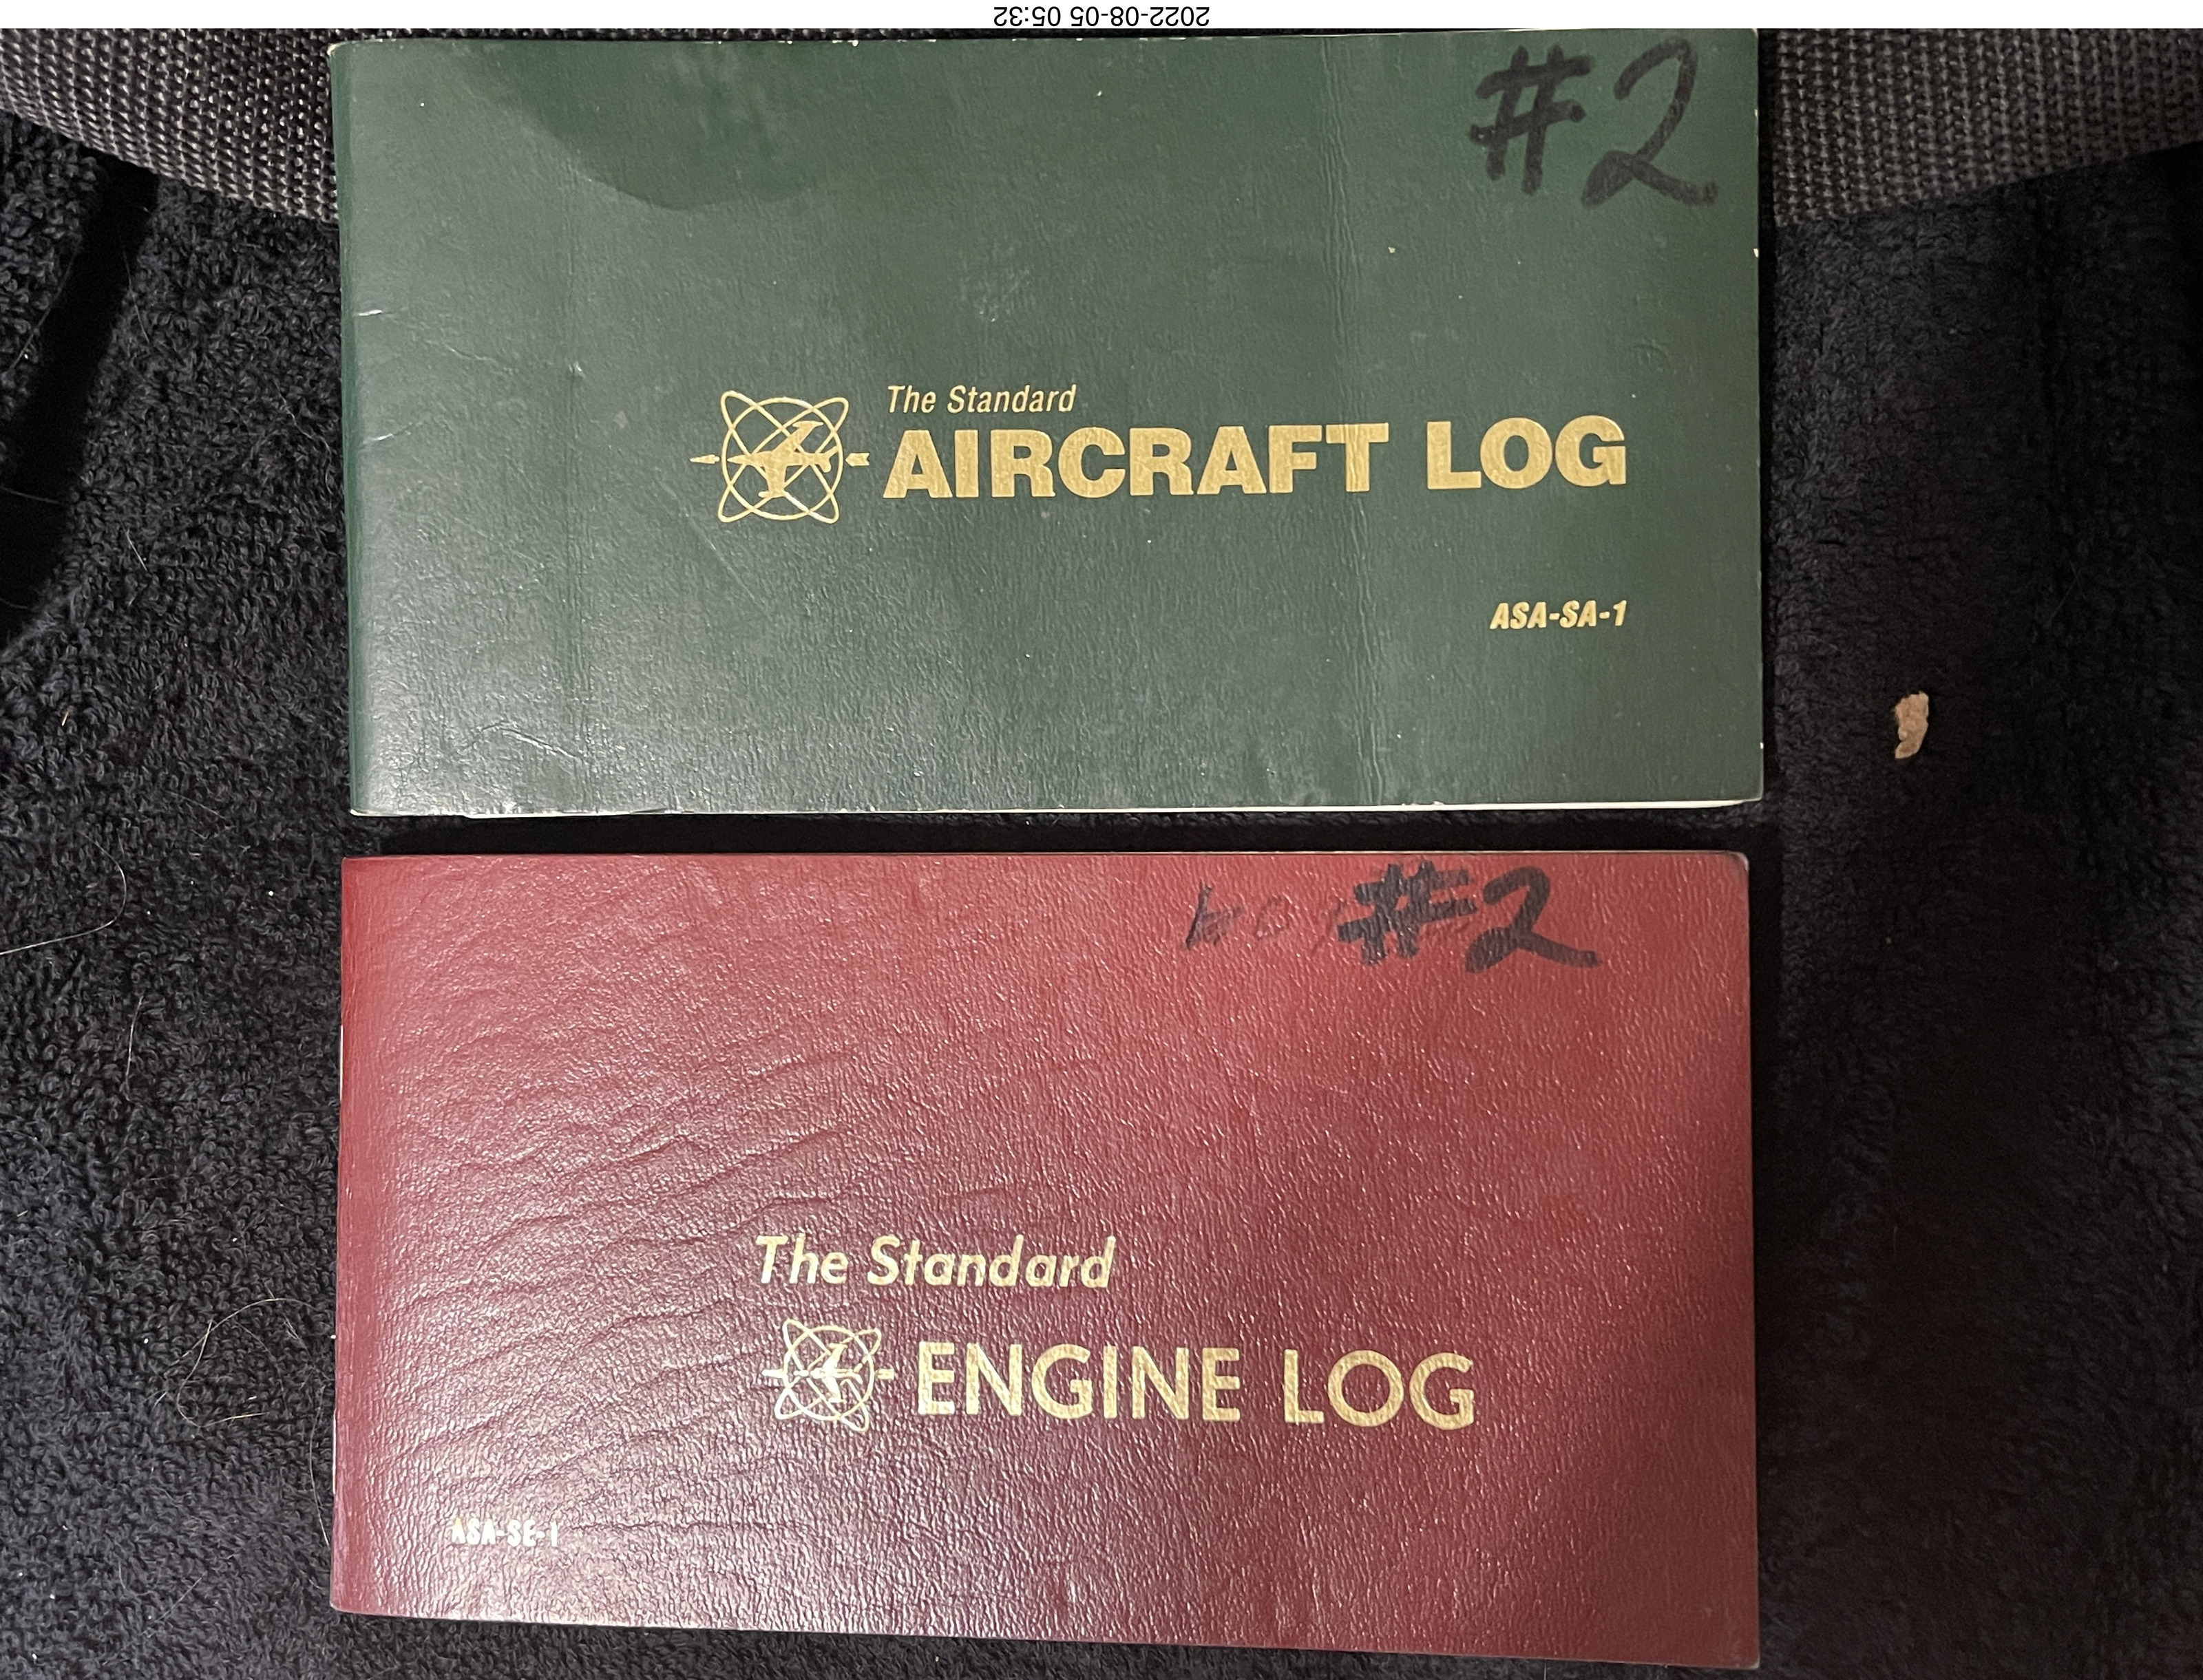 2022-08-05 05:32
#2
The Standard
AIRCRAFT LOG
ASA-SA-1
#2
The Standard
ENGINE LOG
ASA-SE-1